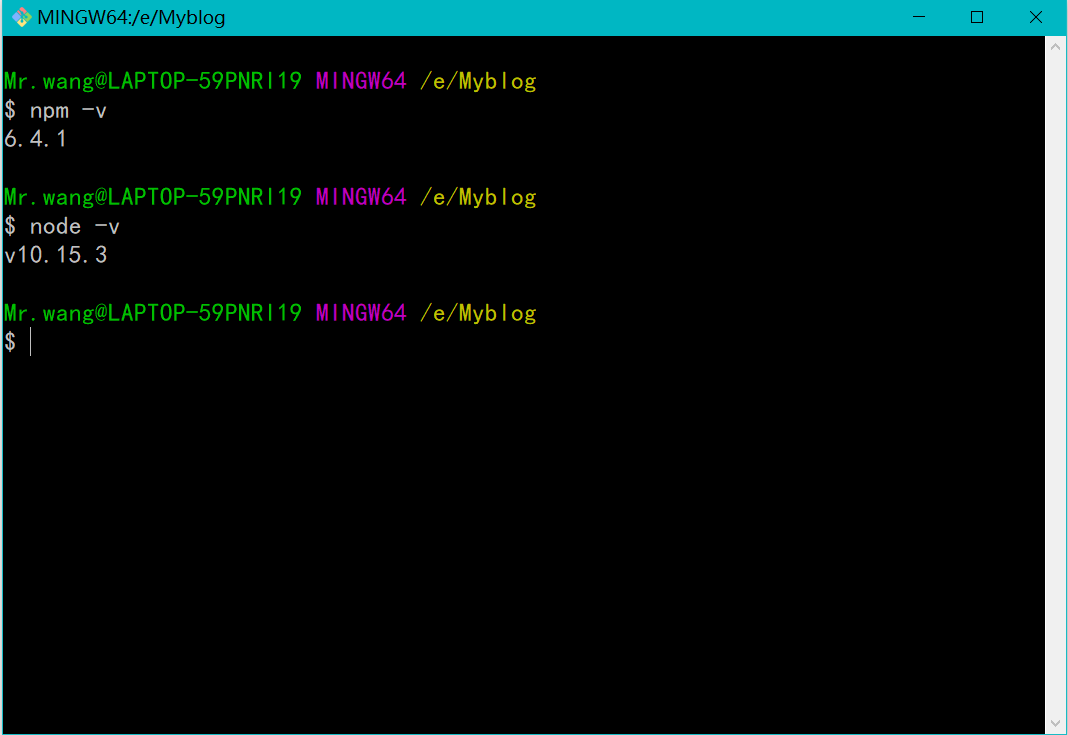 MINGW64:/e/Myblog
Mr.wang@LAPTOP-59PNRI19 MINGW64 /e/Myblog
$ npm -v
6.4.1
Mr.wang@LAPTOP-59PNRI19 MINGW64 /e/Myblog
$ node -v
v10.15.3
Mr.wang@LAPTOP-59PNRI19 MINGW64 /e/Myblog
$